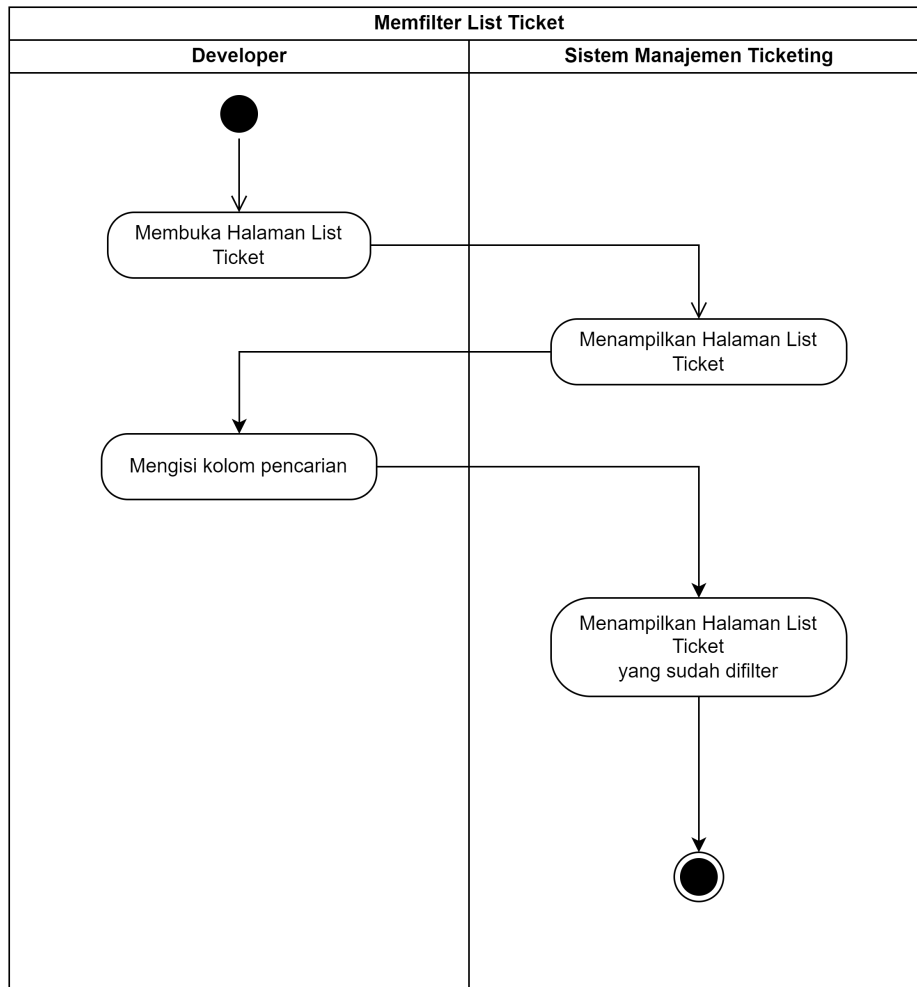 Memfilter List Ticket
Developer
Sistem Manajemen Ticketing
Membuka Halaman List
Ticket
Menampilkan Halaman List
Ticket
Mengisi kolom pencarian
Menampilkan Halaman List
Ticket
yang sudah difilter